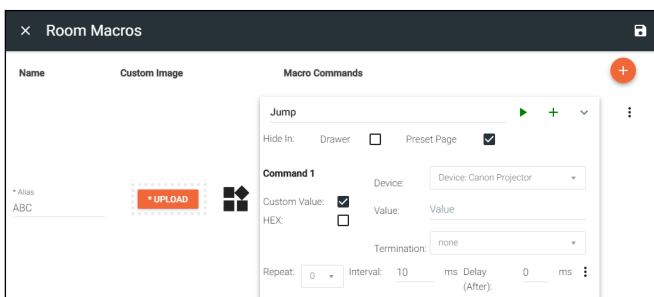 × Room Macros
Name Custom Image Macro Commands
Jump
Hide In: Drawer Preset Page
Command 1
Device: Device: Canon Projector
Custom Value:
* Alias
ABC
* UPLOAD
HEX:
Value: Value
Termination: none
Repeat: 0 Interval: 10 ms Delay (After): 0 ms